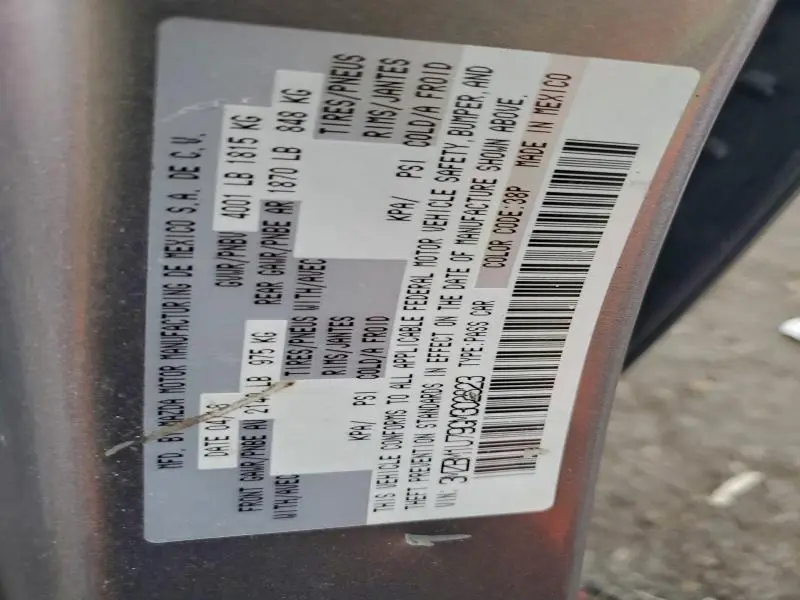 MFD. BY MAZDA MOTOR MANUFACTURING DE MEXICO S.A. DE C.V.
DATE 04/ GVWR/PNBV 4001 LB 1815 KG
FRONT GAWR/PNBE AV LB 975 KG REAR GAWR/PNBE AR 1870 LB 848 KG
WITH/AVEC TIRES/PNEUS WITH/AVEC TIRES/PNEUS
RIMS/JANTES RIMS/JANTES
KPA/ PSI COLD/A FROID KPA/ PSI COLD/A FROID
THIS VEHICLE CONFORMS TO ALL APPLICABLE FEDERAL MOTOR VEHICLE SAFETY, BUMPER, AND
THEFT PREVENTION STANDARDS IN EFFECT ON THE DATE OF MANUFACTURE SHOWN ABOVE.
VIN: TYPE:PASS CAR COLOR CODE:38P MADE IN MEXICO